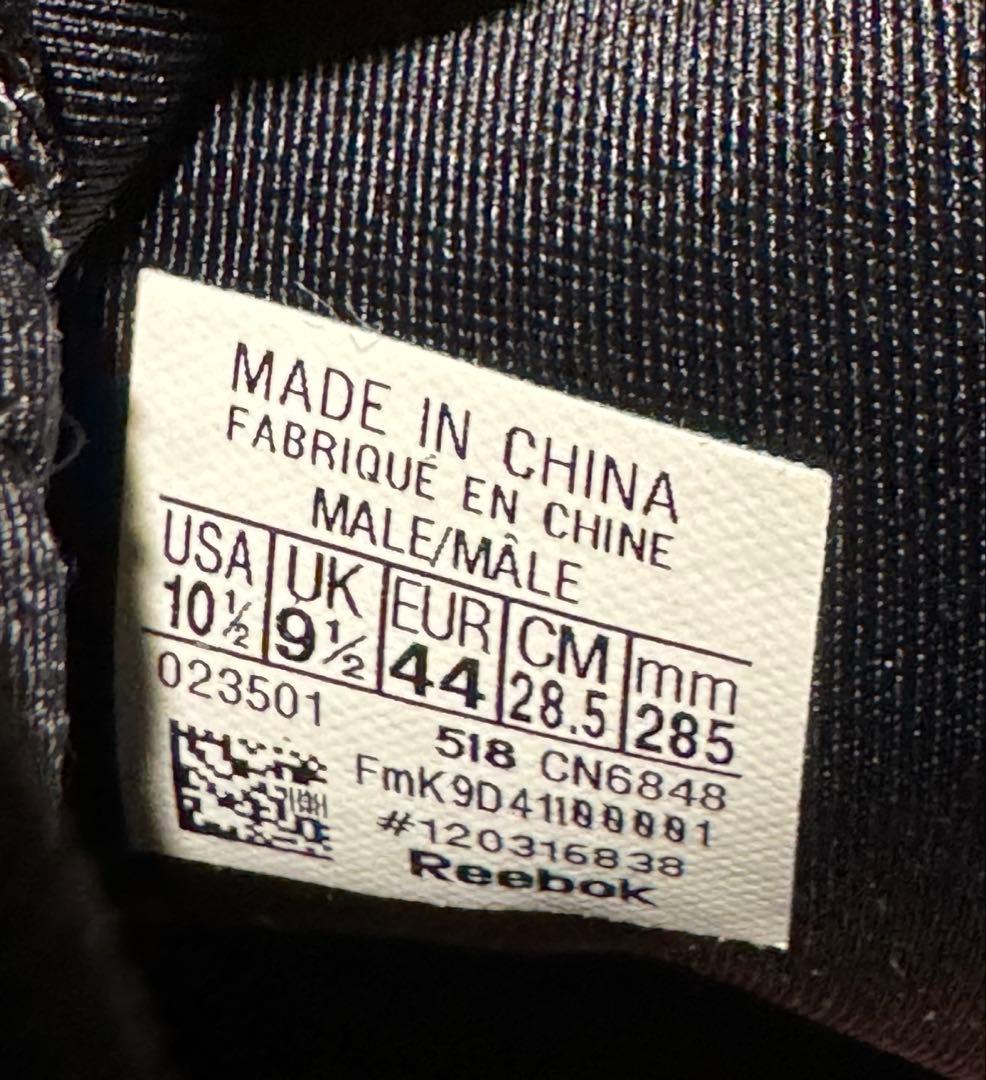 MADE IN CHINA
FABRIQUÉ EN CHINE
MALE/MÂLE
USA UK EUR CM mm
10½ 9½ 44 28.5 285
023501 518 CN6848
#120316838
Reebok